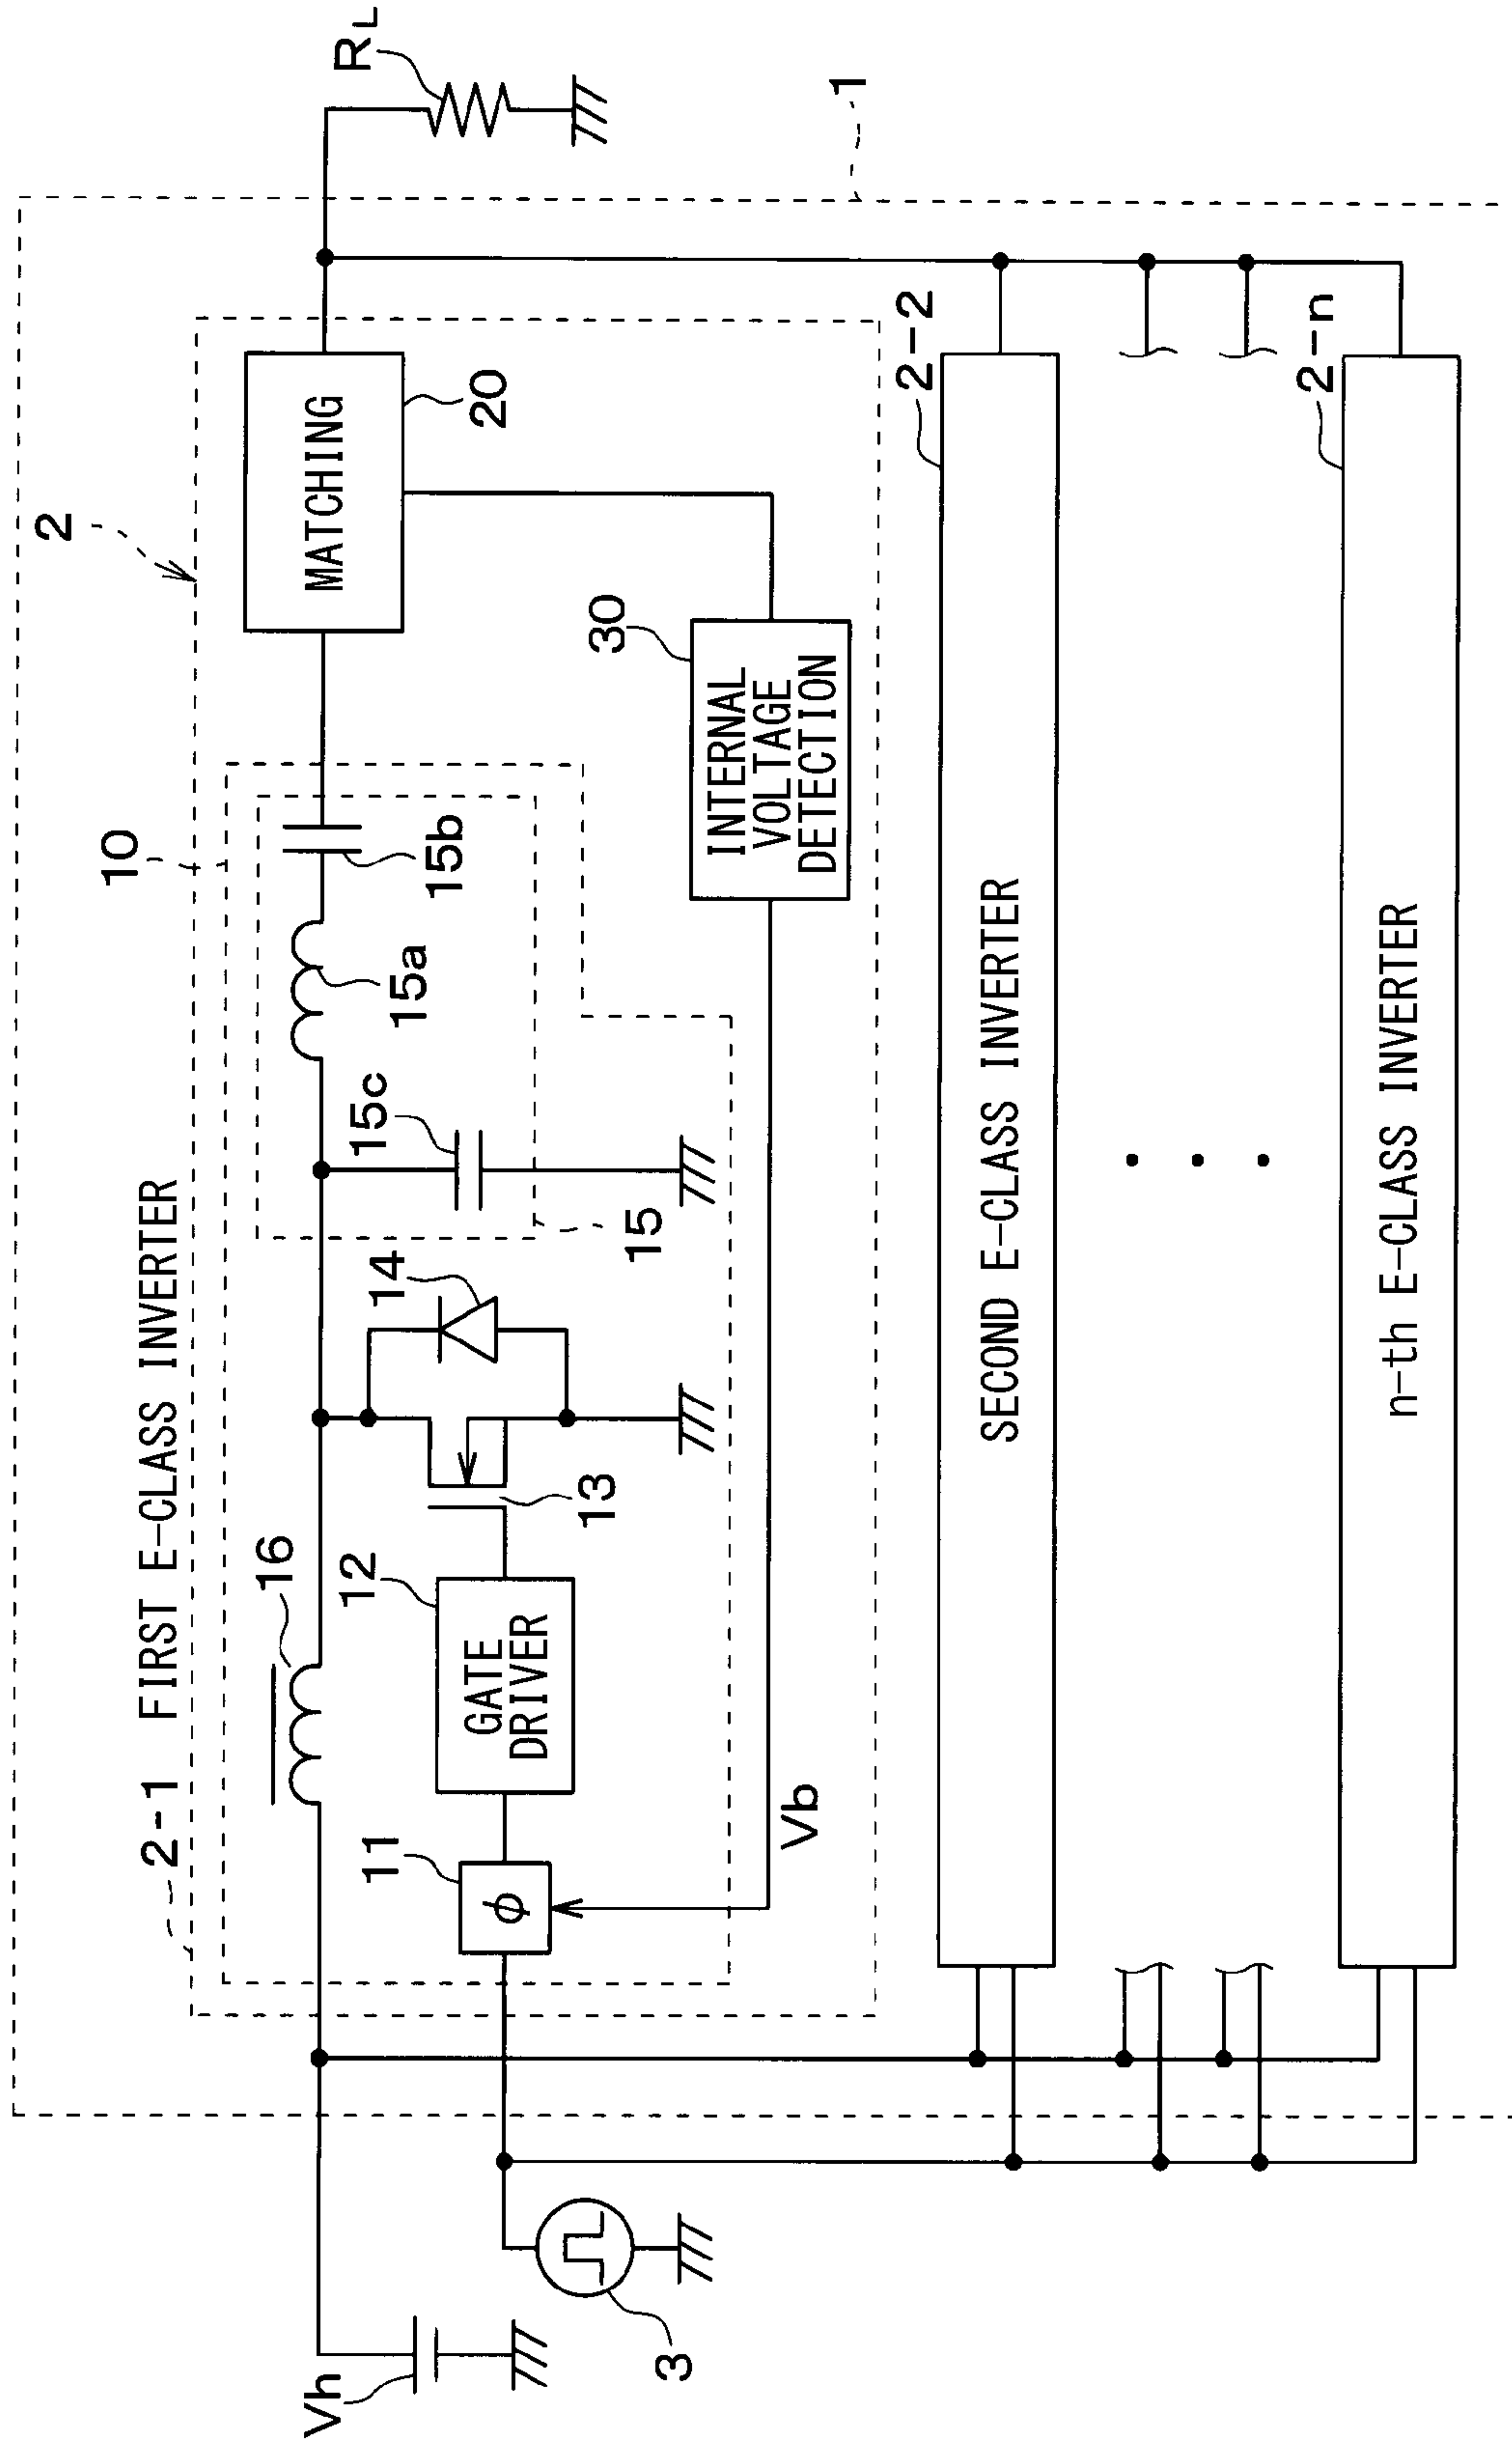 2-1 FIRST E-CLASS INVERTER
10
2
1
Vh
16
15c
15a
15b
MATCHING
20
RL
3
11
ϕ
12
GATE
DRIVER
13
14
15
30
INTERNAL
VOLTAGE
DETECTION
Vb
2-2
SECOND E-CLASS INVERTER
2-n
n-th E-CLASS INVERTER